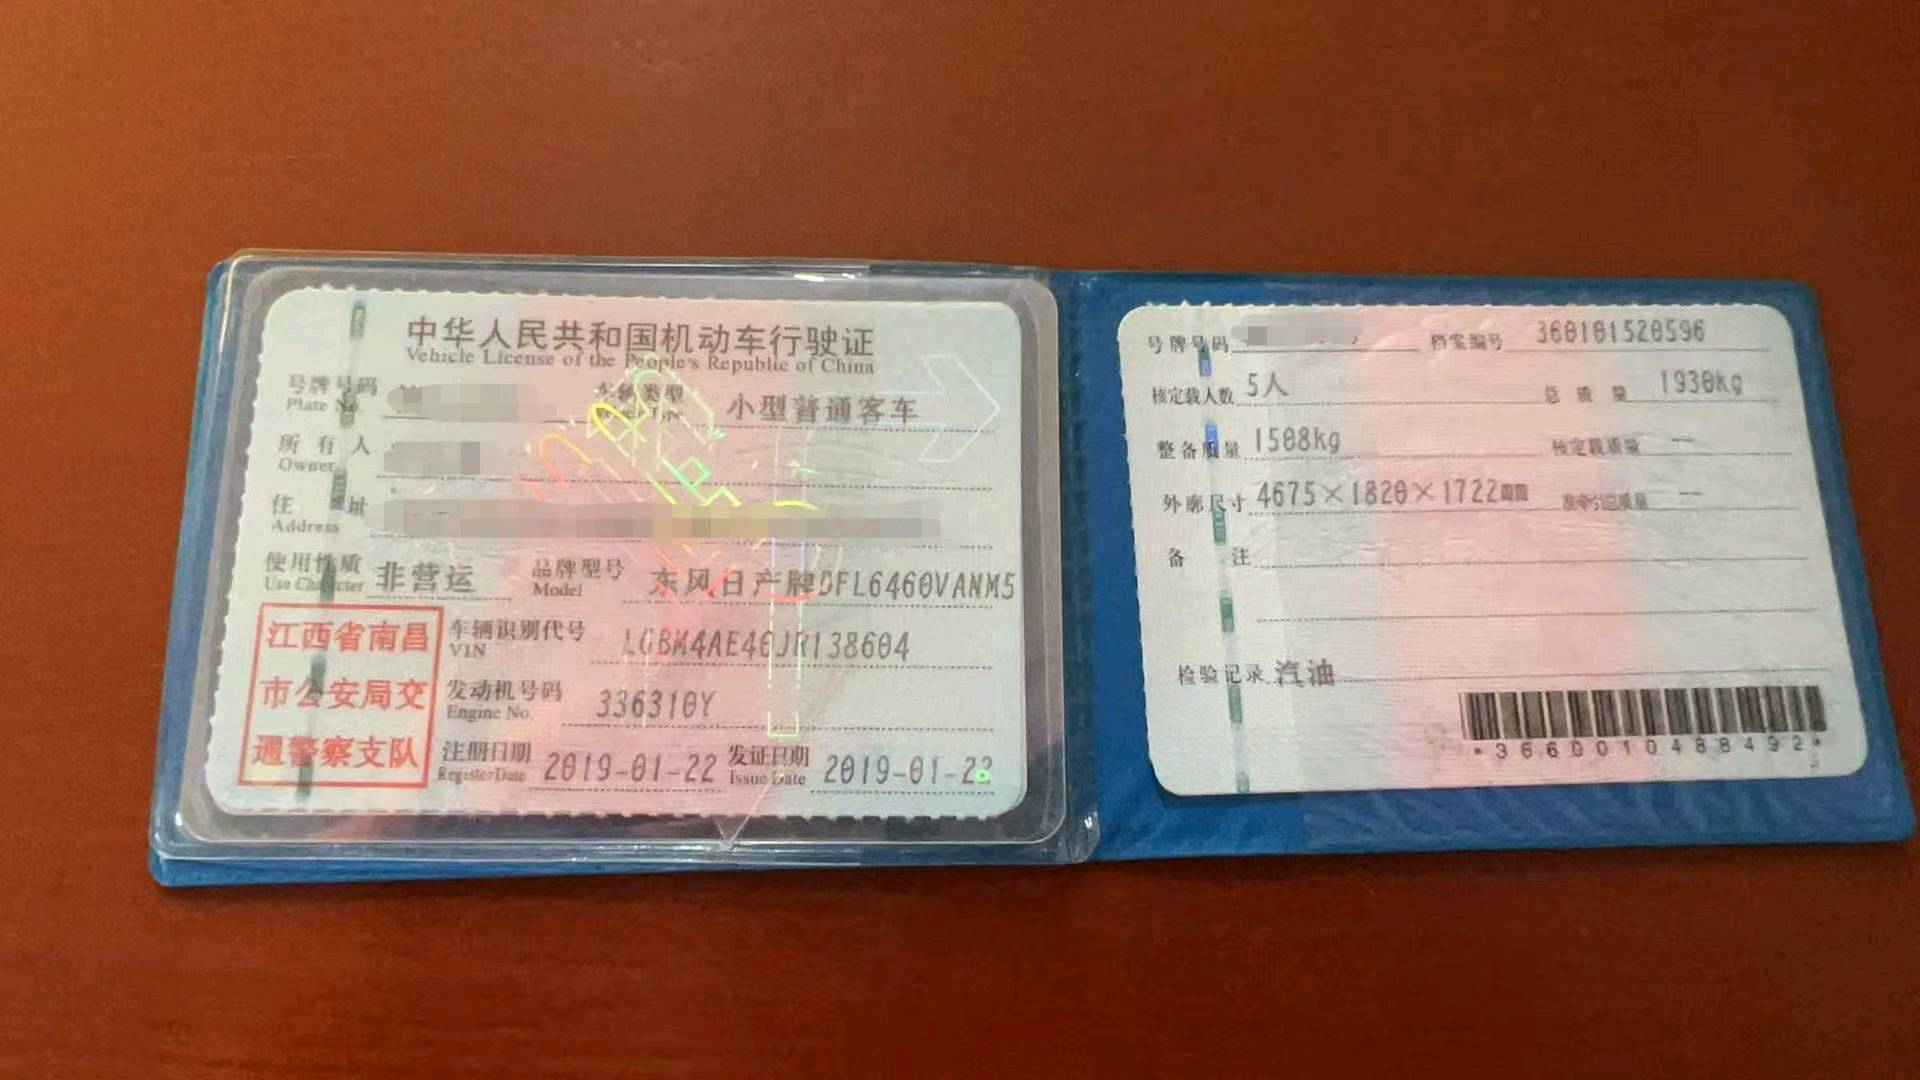 中华人民共和国机动车行驶证
Vehicle License of the People's Republic of China
号牌号码 车辆类型 小型普通客车
Plate No.
所有人
Owner
住址
Address
使用性质 非营运 品牌型号 东风日产牌DFL6460VANM5
Use Character Model
车辆识别代号 LGBM4AE40JR138604
VIN
发动机号码 336310Y
Engine No.
注册日期 2019-01-22 发证日期 2019-01-22
Register Date Issue Date
江西省南昌
市公安局交
通警察支队
号牌号码 档案编号 360101520596
核定载人数 5人 总质量 1930kg
整备质量 1508kg 核定载质量 --
外廓尺寸 4675×1820×1722mm 准牵引总质量 --
备注
检验记录 汽油
*3660010488492*